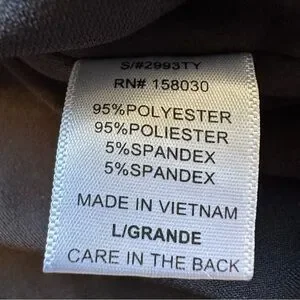 S/#2993TY
RN# 158030
95%POLYESTER
95%POLIESTER
5%SPANDEX
5%SPANDEX
MADE IN VIETNAM
L/GRANDE
CARE IN THE BACK